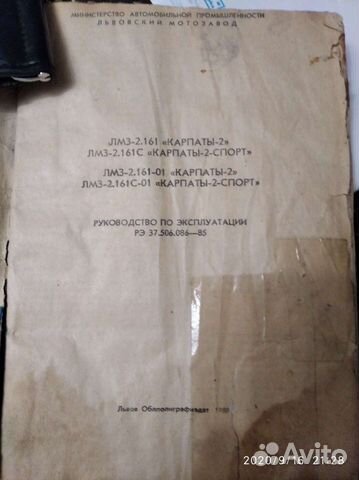 МИНИСТЕРСТВО АВТОМОБИЛЬНОЙ ПРОМЫШЛЕННОСТИ
ЛЬВОВСКИЙ МОТОЗАВОД
ЛМЗ-2.161 «КАРПАТЫ-2»
ЛМЗ-2.161С «КАРПАТЫ-2-СПОРТ»
ЛМЗ-2.161-01 «КАРПАТЫ-2»
ЛМЗ-2.161С-01 «КАРПАТЫ-2-СПОРТ»
РУКОВОДСТВО ПО ЭКСПЛУАТАЦИИ
РЭ 37.506.086—85
Львов Облполиграфиздат
2020/9/16 21:28
Avito